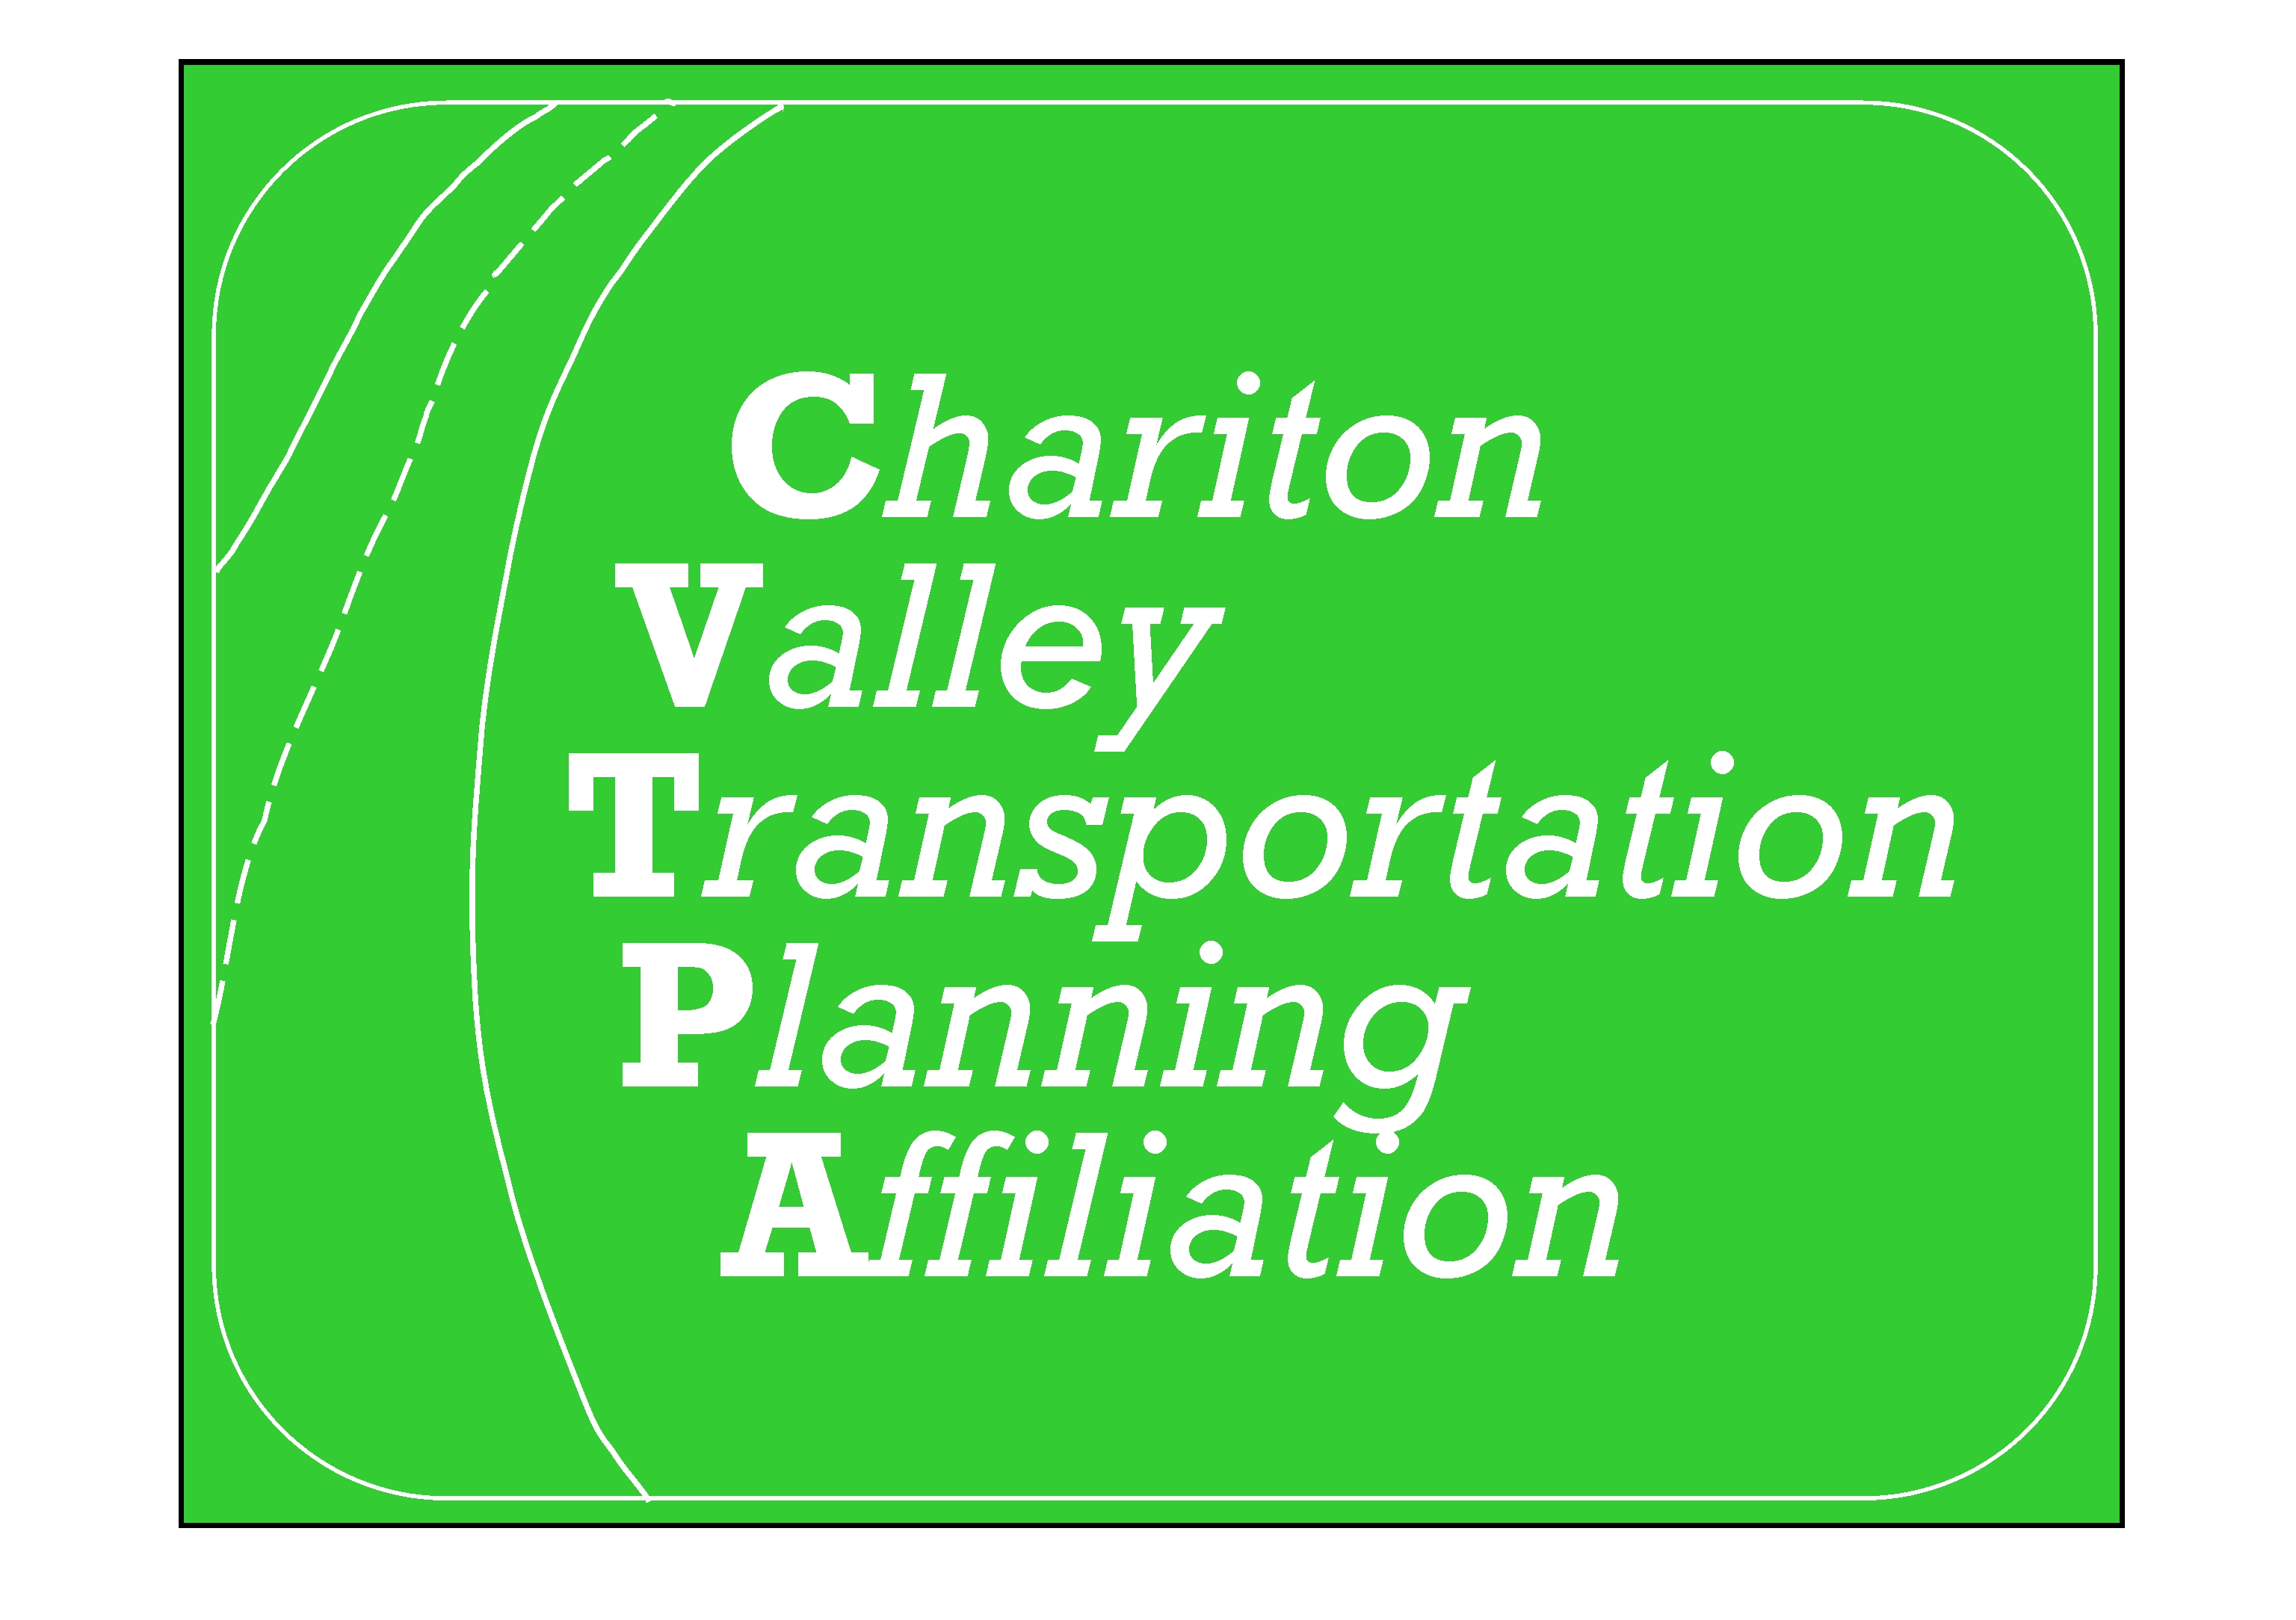 Chariton
Valley
Transportation
Planning
Affiliation